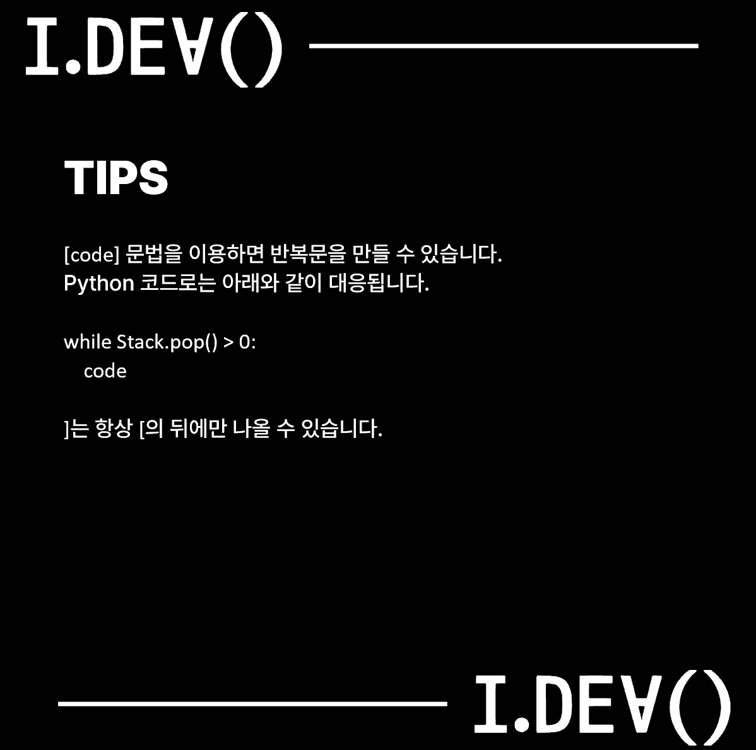 I.DE∀()
TIPS
[code] 문법을 이용하면 반복문을 만들 수 있습니다.
Python 코드로는 아래와 같이 대응됩니다.
while Stack.pop() > 0:
    code
]는 항상 [의 뒤에만 나올 수 있습니다.
I.DE∀()